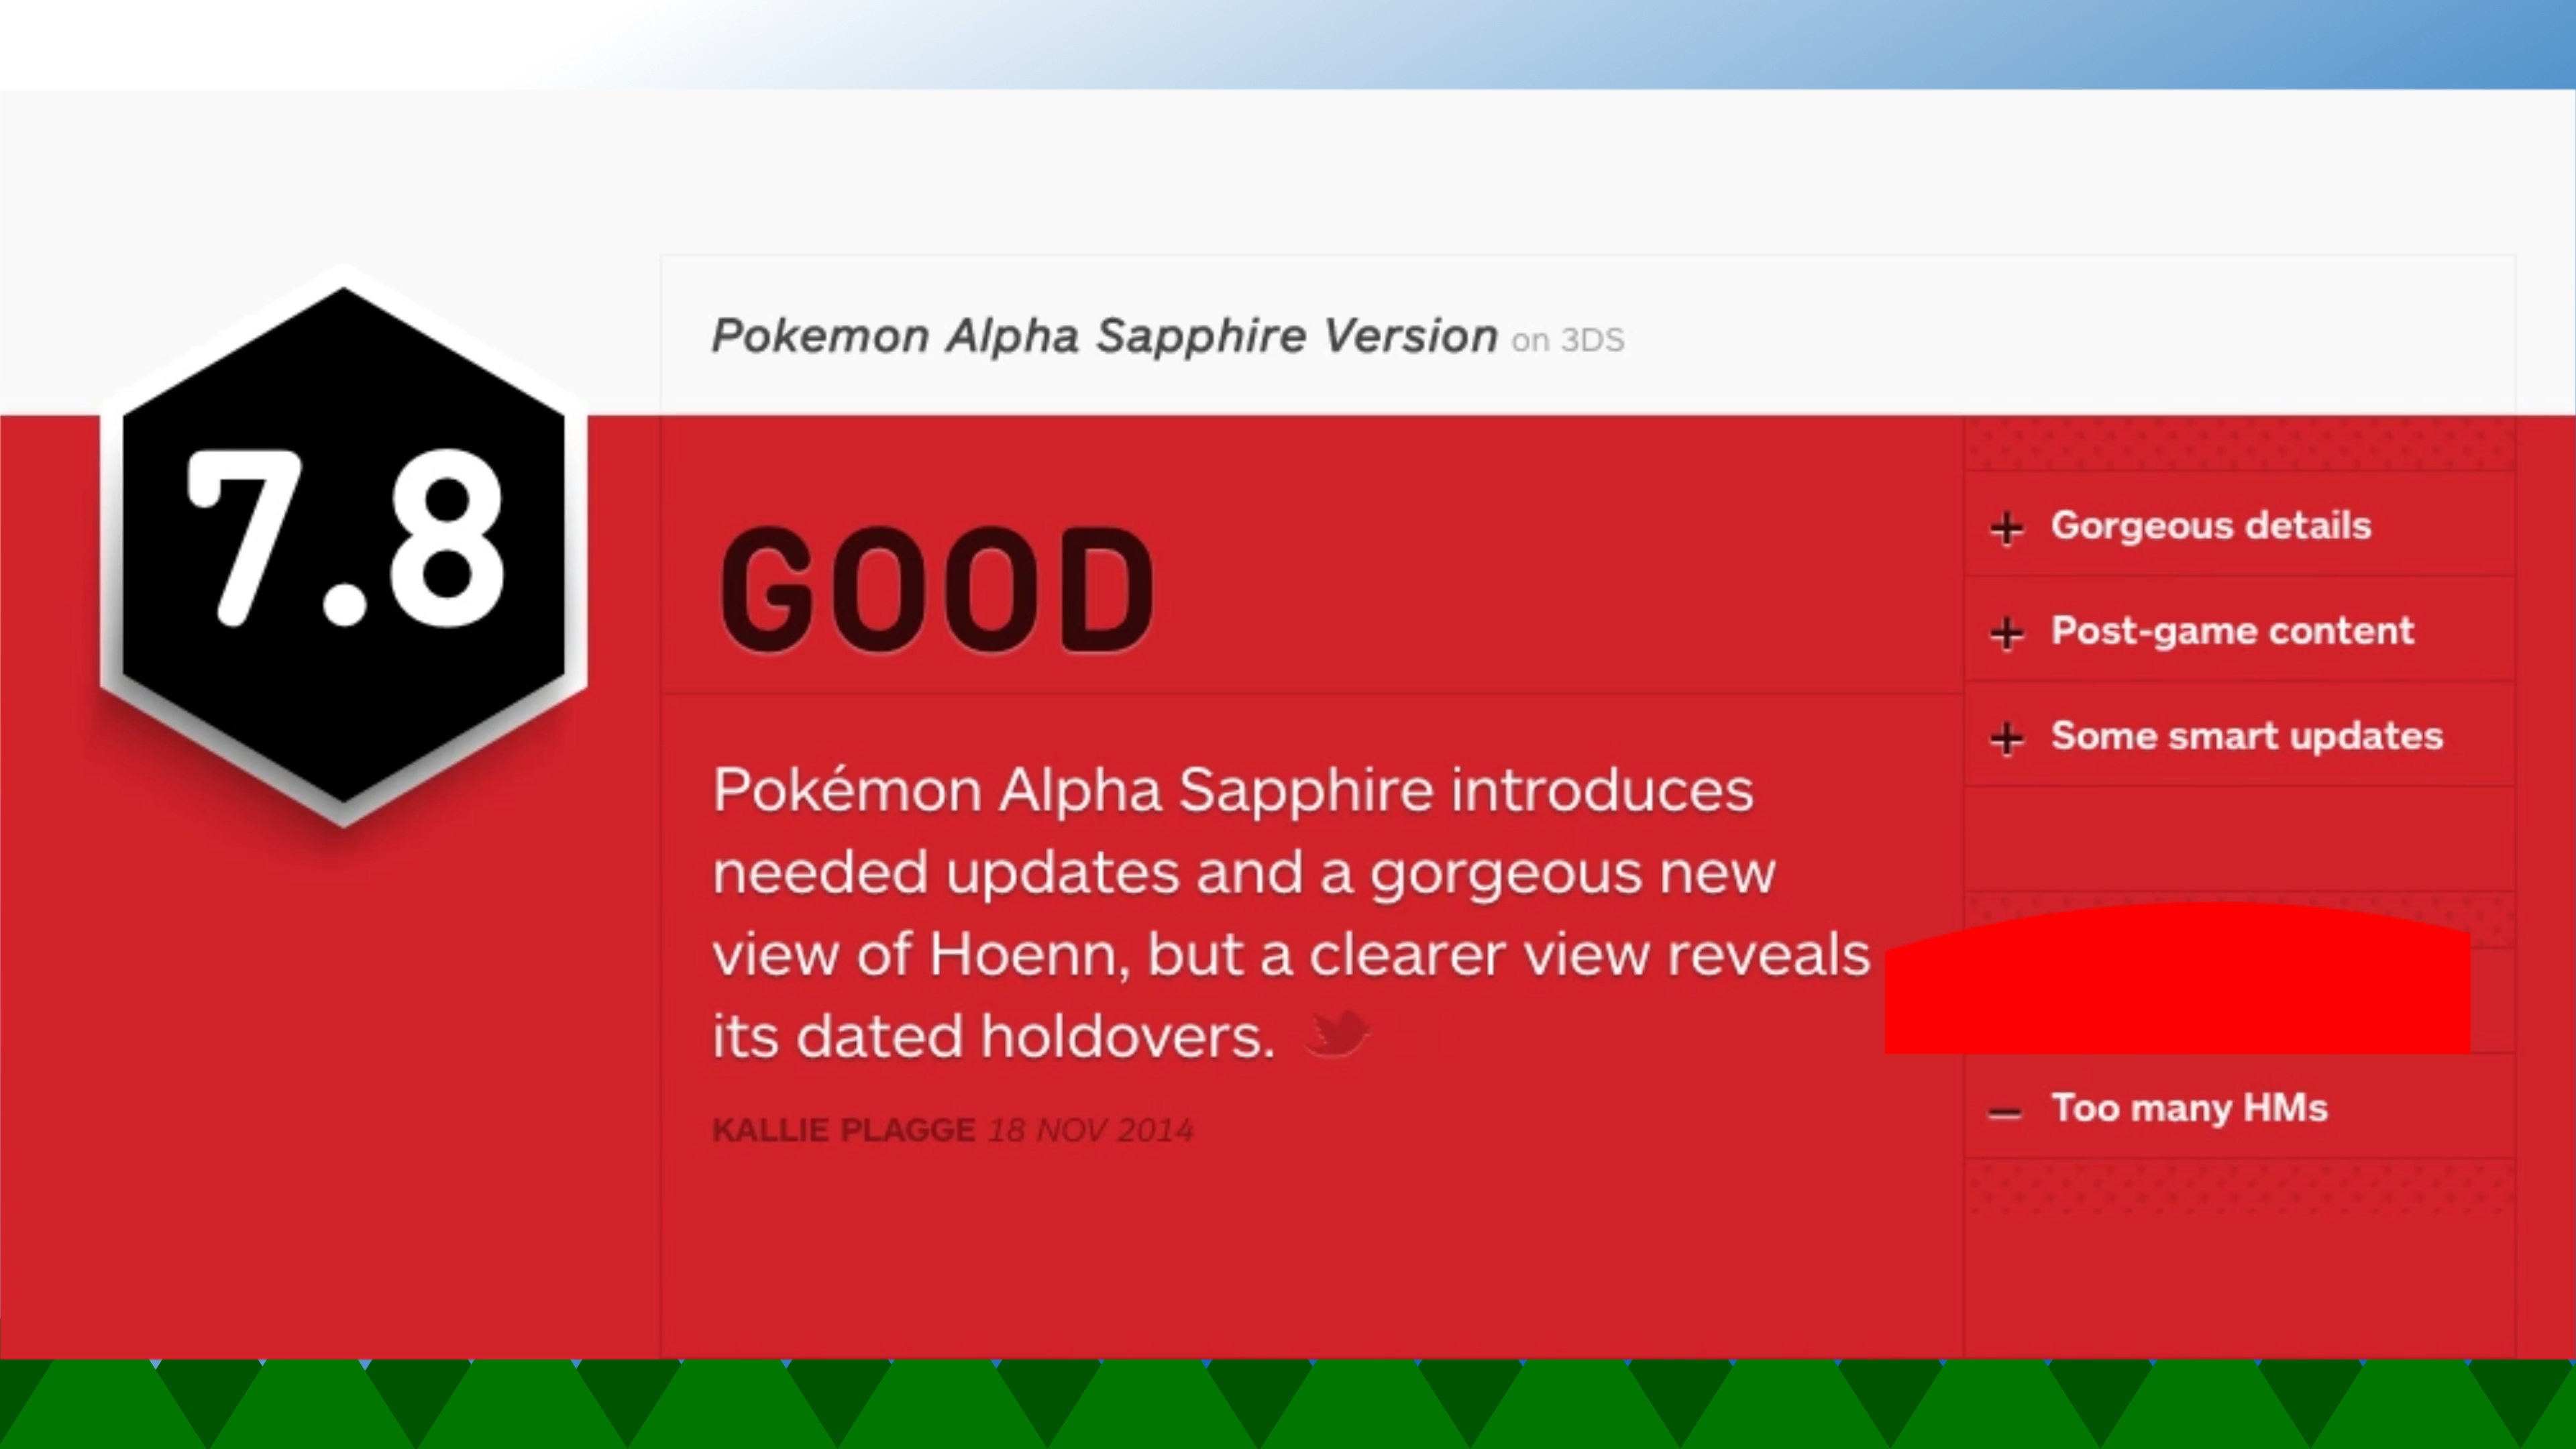 Pokemon Alpha Sapphire Version on 3DS
7.8
GOOD
Pokémon Alpha Sapphire introduces
needed updates and a gorgeous new
view of Hoenn, but a clearer view reveals
its dated holdovers.
KALLIE PLAGGE 18 NOV 2014
+ Gorgeous details
+ Post-game content
+ Some smart updates
– Too many HMs